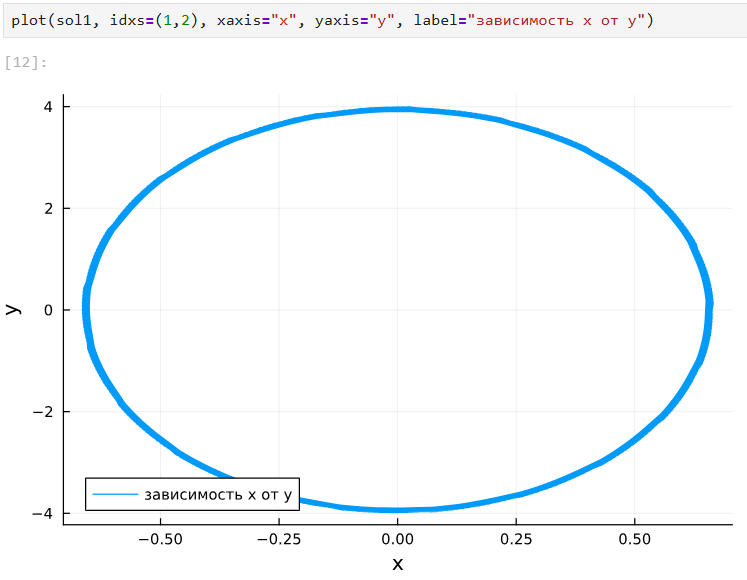 plot(sol1, idxs=(1,2), xaxis="x", yaxis="y", label="зависимость x от y")
[12]:
4
2
0
−2
−4
y
зависимость x от y
−0.50
−0.25
0.00
0.25
0.50
x